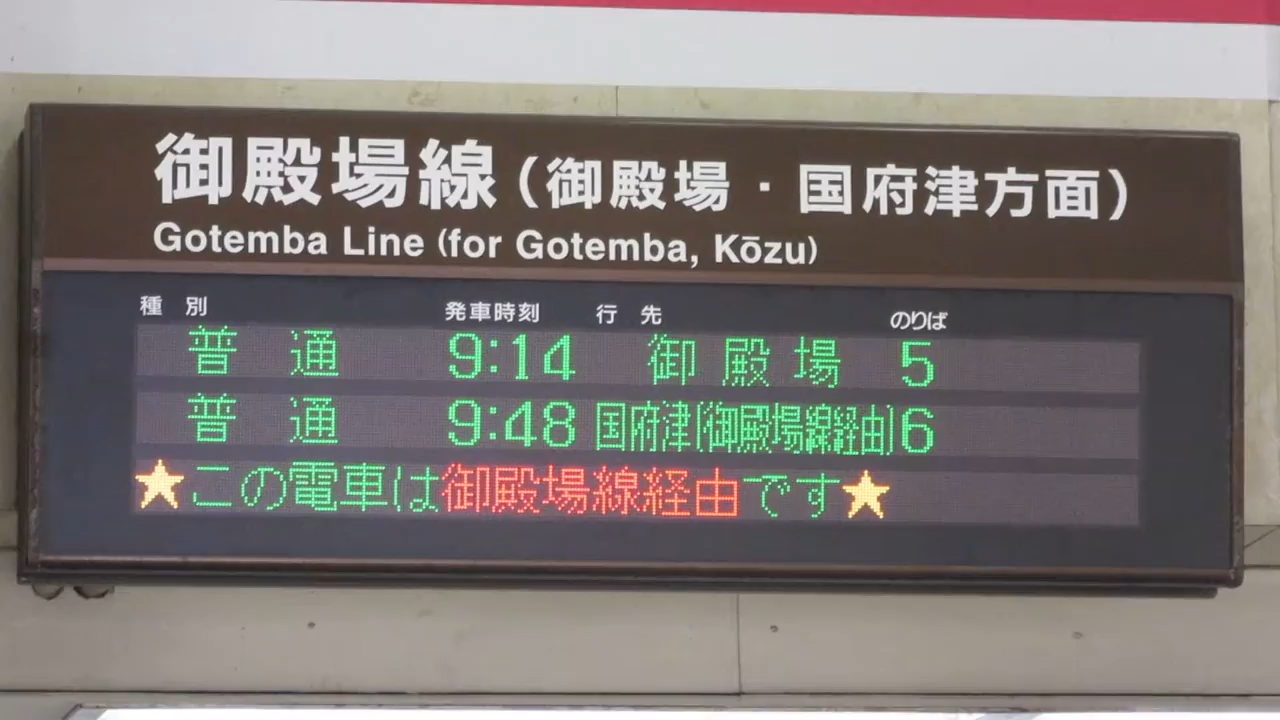 御殿場線(御殿場・国府津方面)
Gotemba Line (for Gotemba, Kōzu)
種 別 発車時刻 行 先 のりば
普 通 9:14 御 殿 場 5
普 通 9:48 国府津(御殿場線経由) 6
★この電車は御殿場線経由です★